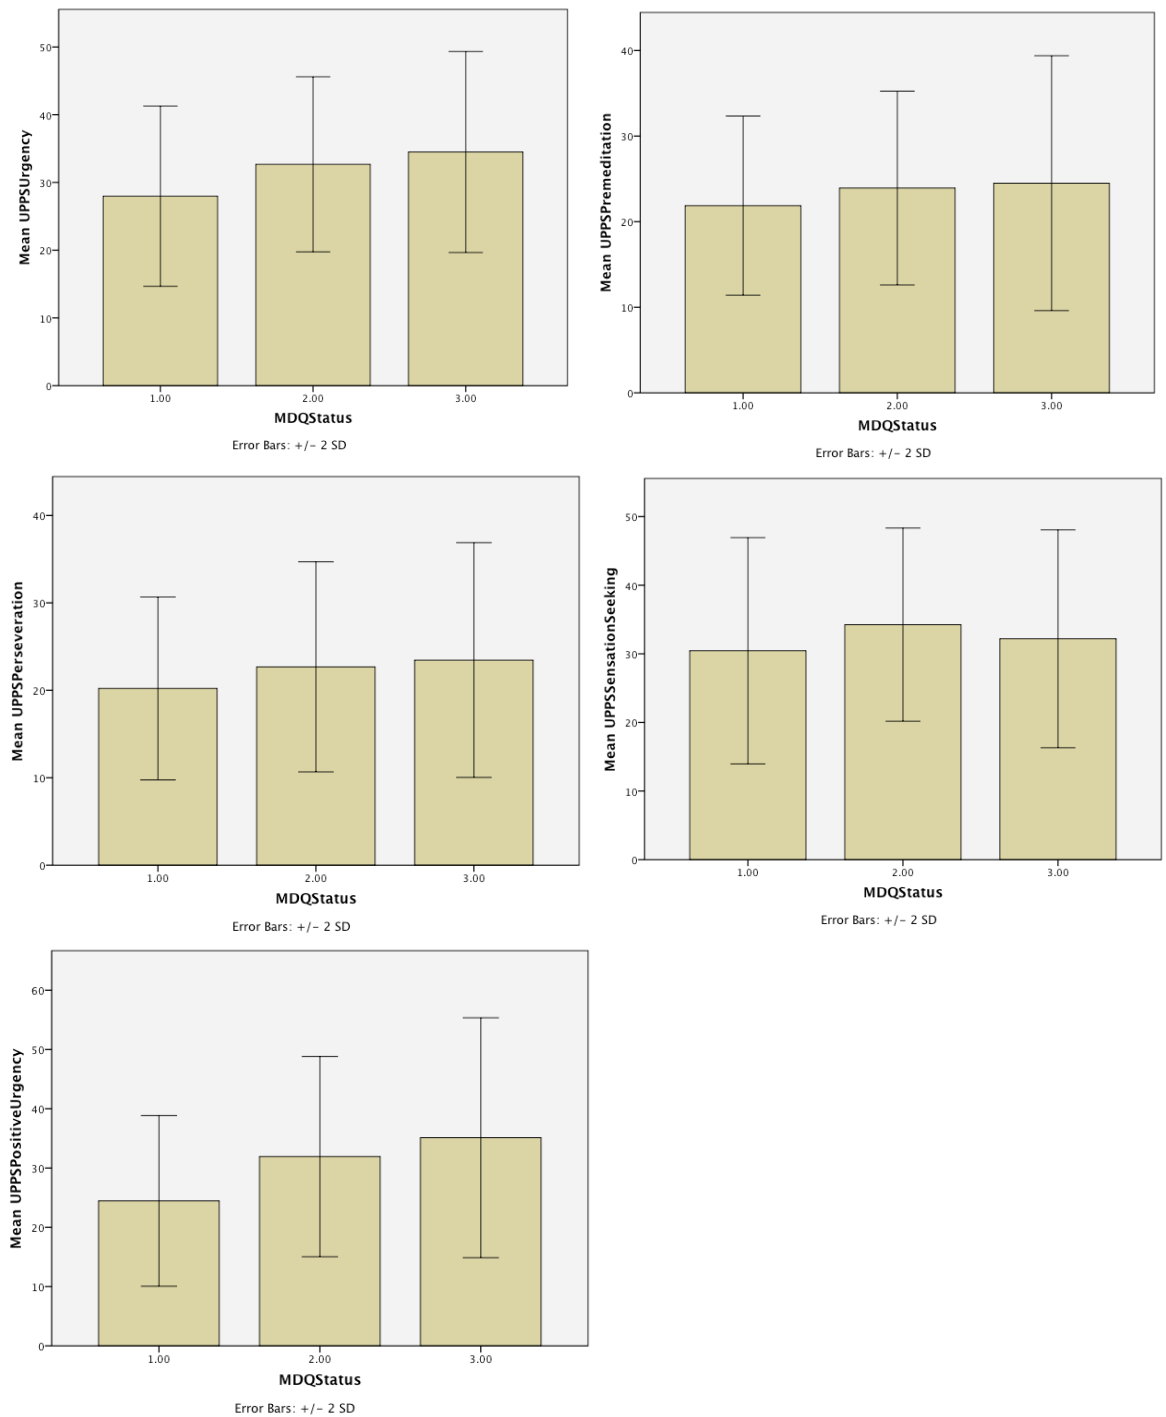 Mean UPPSUrgency
50
40
30
20
10
0
1.00 2.00 3.00
MDQStatus
Error Bars: +/- 2 SD
Mean UPPSPremeditation
40
30
20
10
0
1.00 2.00 3.00
MDQStatus
Error Bars: +/- 2 SD
Mean UPPSPerseveration
40
30
20
10
0
1.00 2.00 3.00
MDQStatus
Error Bars: +/- 2 SD
Mean UPPSSensationSeeking
50
40
30
20
10
0
1.00 2.00 3.00
MDQStatus
Error Bars: +/- 2 SD
Mean UPPSPositiveUrgency
60
50
40
30
20
10
0
1.00 2.00 3.00
MDQStatus
Error Bars: +/- 2 SD